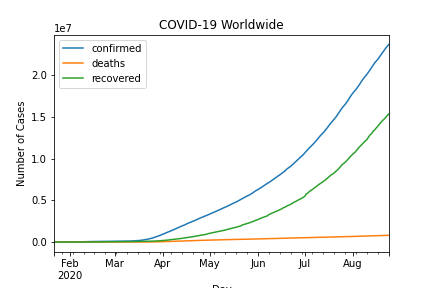 COVID-19 Worldwide
1e7
confirmed
deaths
recovered
2.0
1.5
1.0
0.5
0.0
Number of Cases
Feb Mar Apr May Jun Jul Aug
2020